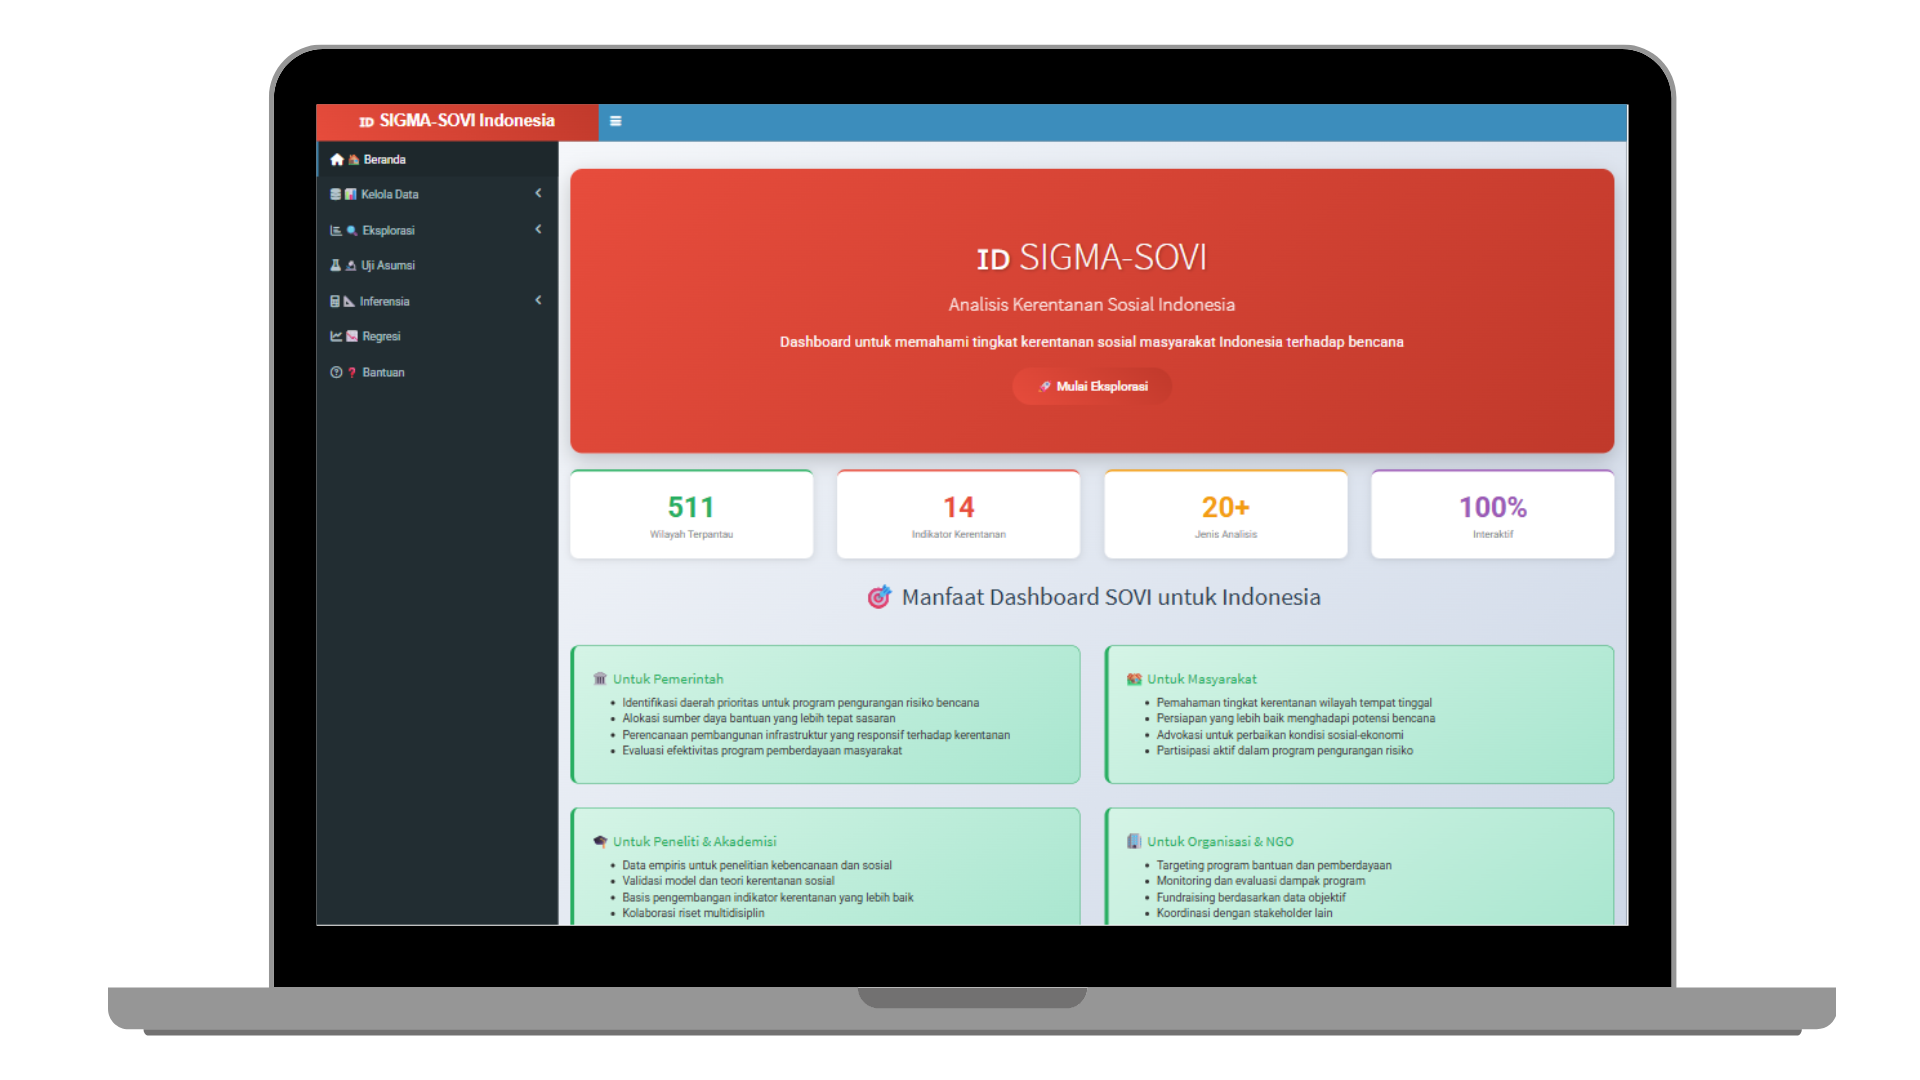 ID SIGMA-SOVI Indonesia
Beranda
Kelola Data
Eksplorasi
Uji Asumsi
Inferensia
Regresi
Bantuan
ID SIGMA-SOVI
Analisis Kerentanan Sosial Indonesia
Dashboard untuk memahami tingkat kerentanan sosial masyarakat Indonesia terhadap bencana
Mulai Eksplorasi
511
Wilayah Terpantau
14
Indikator Kerentanan
20+
Jenis Analisis
100%
Interaktif
Manfaat Dashboard SOVI untuk Indonesia
Untuk Pemerintah
• Identifikasi daerah prioritas untuk program pengurangan risiko bencana
• Alokasi sumber daya bantuan yang lebih tepat sasaran
• Perencanaan pembangunan infrastruktur yang responsif terhadap kerentanan
• Evaluasi efektivitas program pemberdayaan masyarakat
Untuk Masyarakat
• Pemahaman tingkat kerentanan wilayah tempat tinggal
• Persiapan yang lebih baik menghadapi potensi bencana
• Advokasi untuk perbaikan kondisi sosial-ekonomi
• Partisipasi aktif dalam program pengurangan risiko
Untuk Peneliti & Akademisi
• Data empiris untuk penelitian kebencanaan dan sosial
• Validasi model dan teori kerentanan sosial
• Basis pengembangan indikator kerentanan yang lebih baik
• Kolaborasi riset multidisiplin
Untuk Organisasi & NGO
• Targeting program bantuan dan pemberdayaan
• Monitoring dan evaluasi dampak program
• Fundraising berdasarkan data objektif
• Koordinasi dengan stakeholder lain